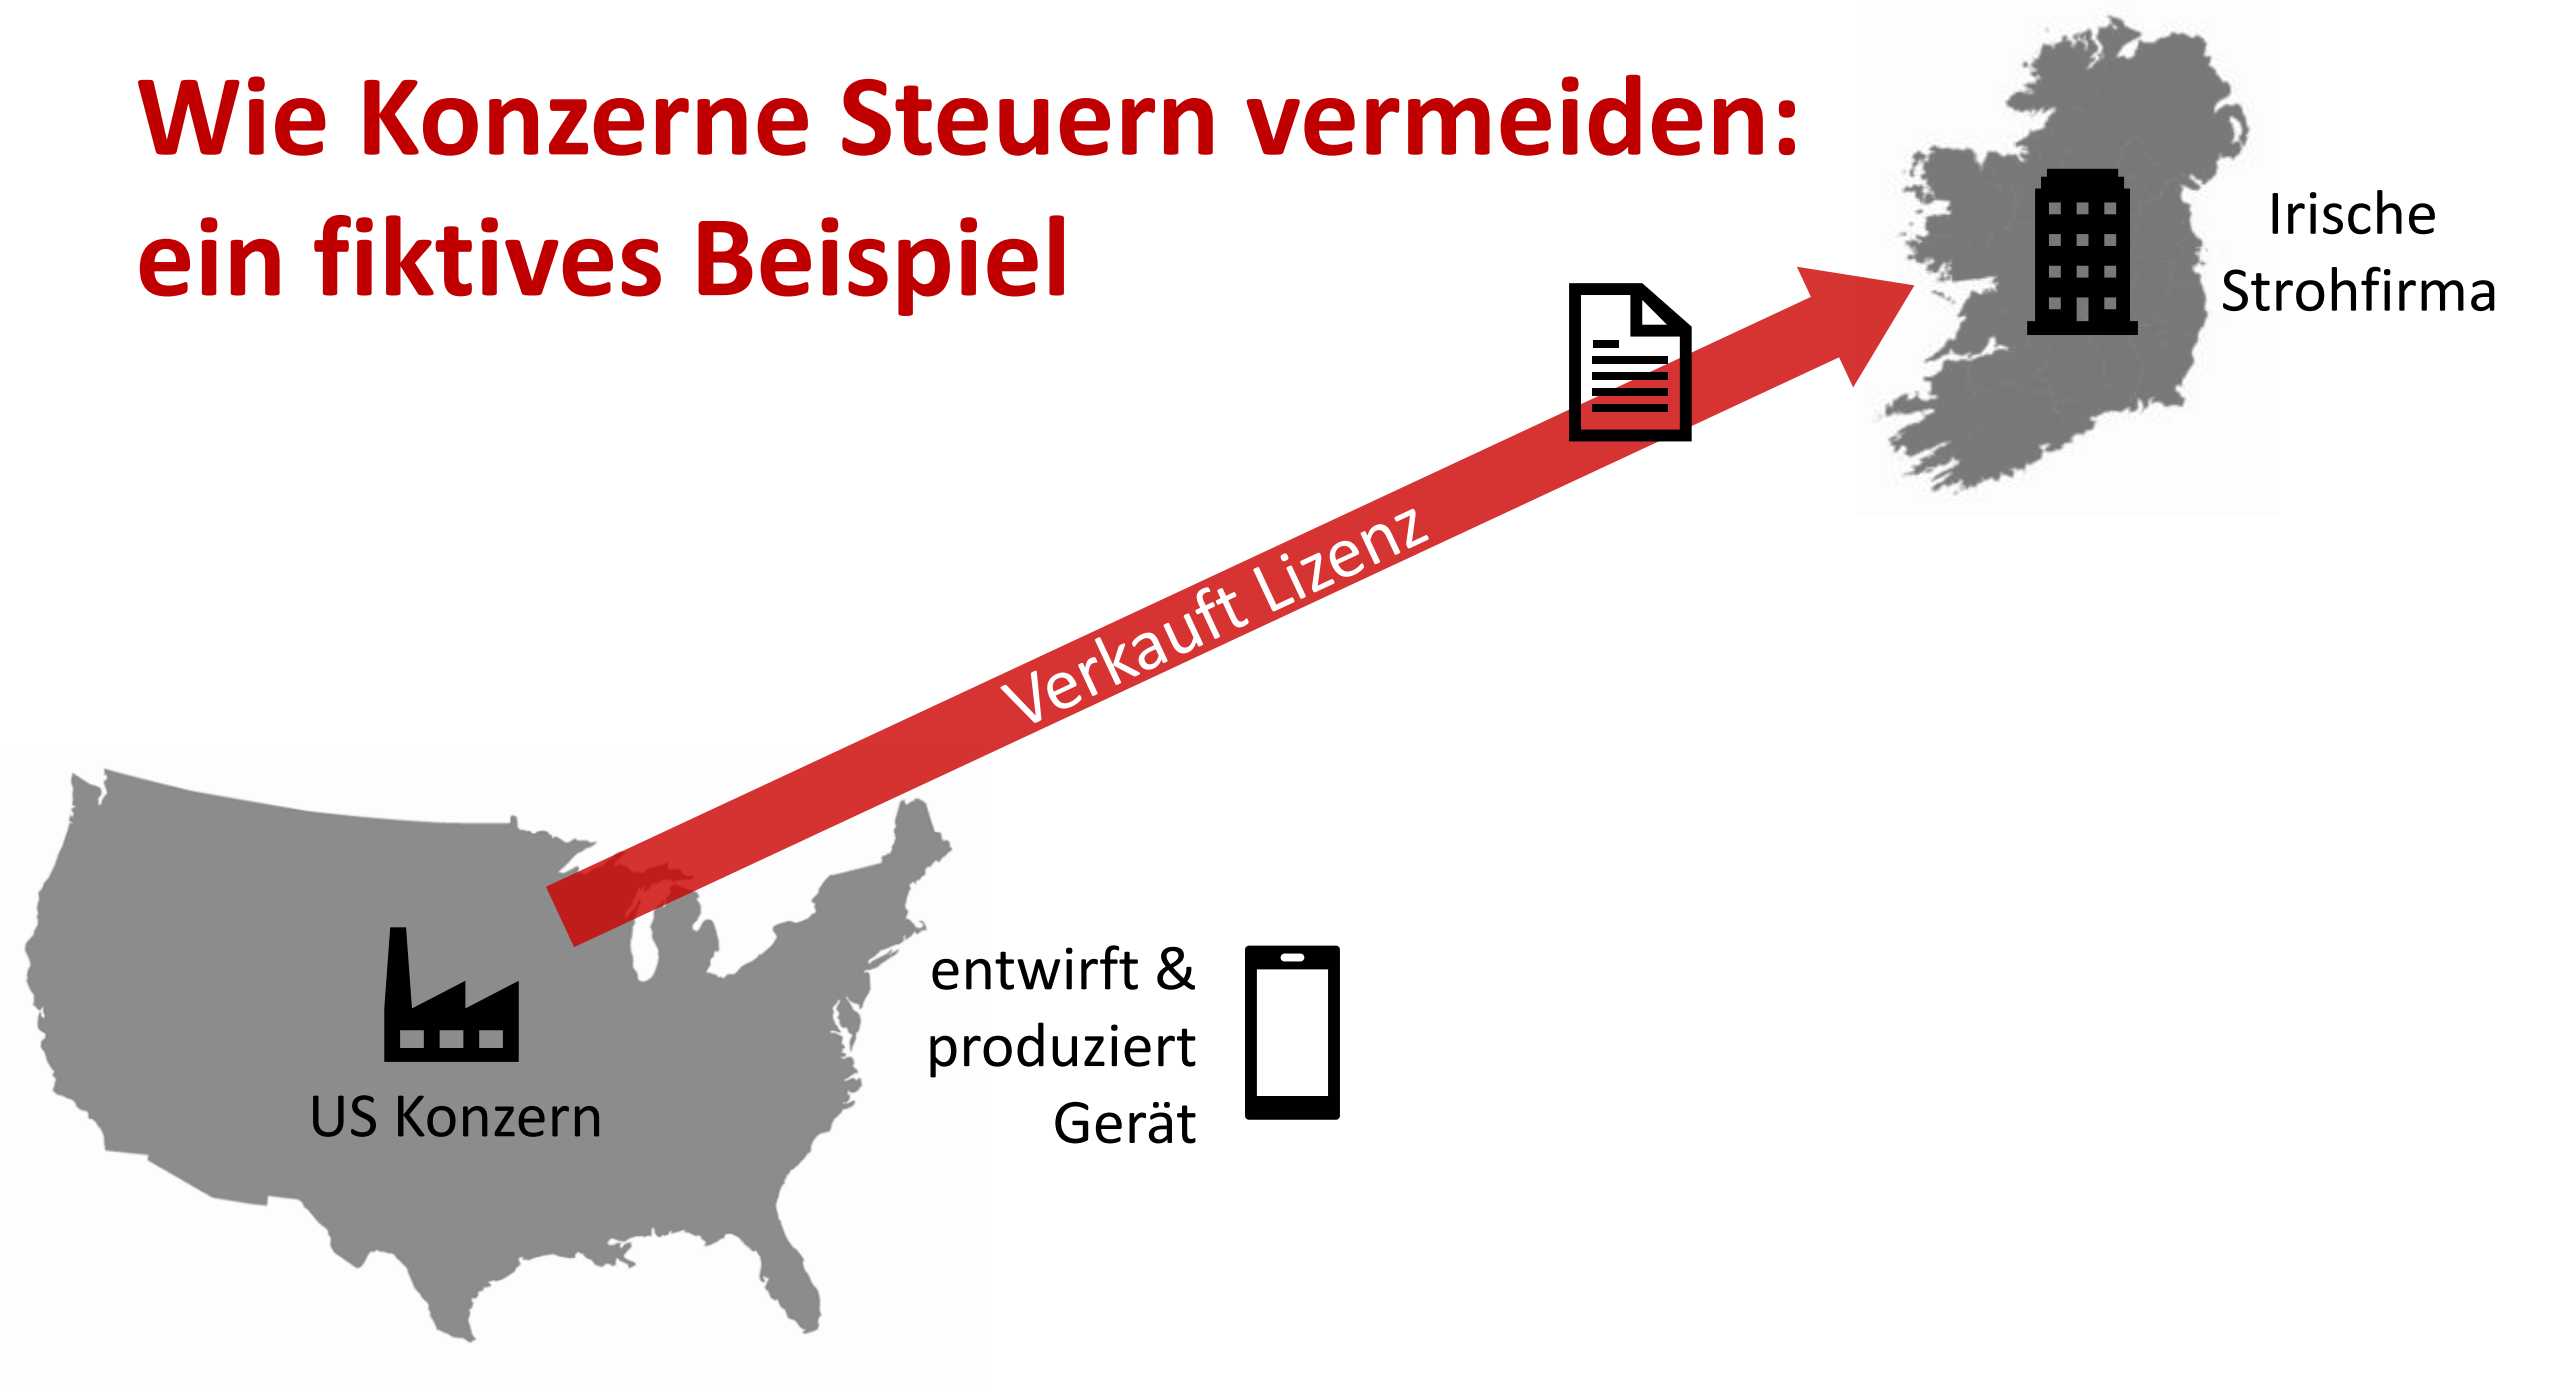 Wie Konzerne Steuern vermeiden:
ein fiktives Beispiel
Irische
Strohfirma
Verkauft Lizenz
entwirft &
produziert
Gerät
US Konzern